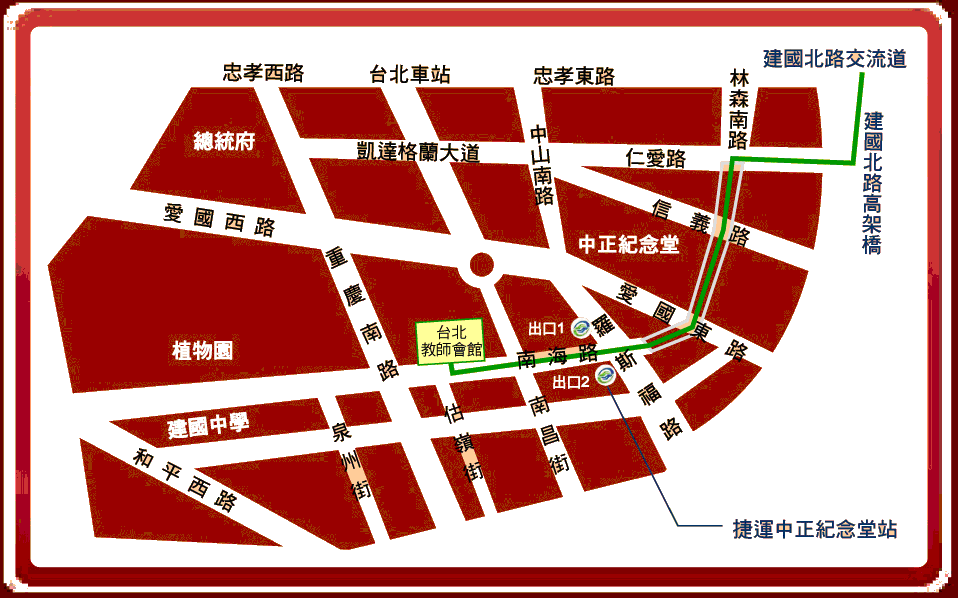 建國北路交流道
忠孝西路
台北車站
忠孝東路
林森南路
建國北路高架橋
總統府
凱達格蘭大道
中山南路
仁愛路
愛國西路
信義路
中正紀念堂
重慶南路
愛國東路
台北
教師會館
出口1
羅斯福路
植物園
南海路
出口2
建國中學
泉州街
估嶺街
南昌街
和平西路
捷運中正紀念堂站